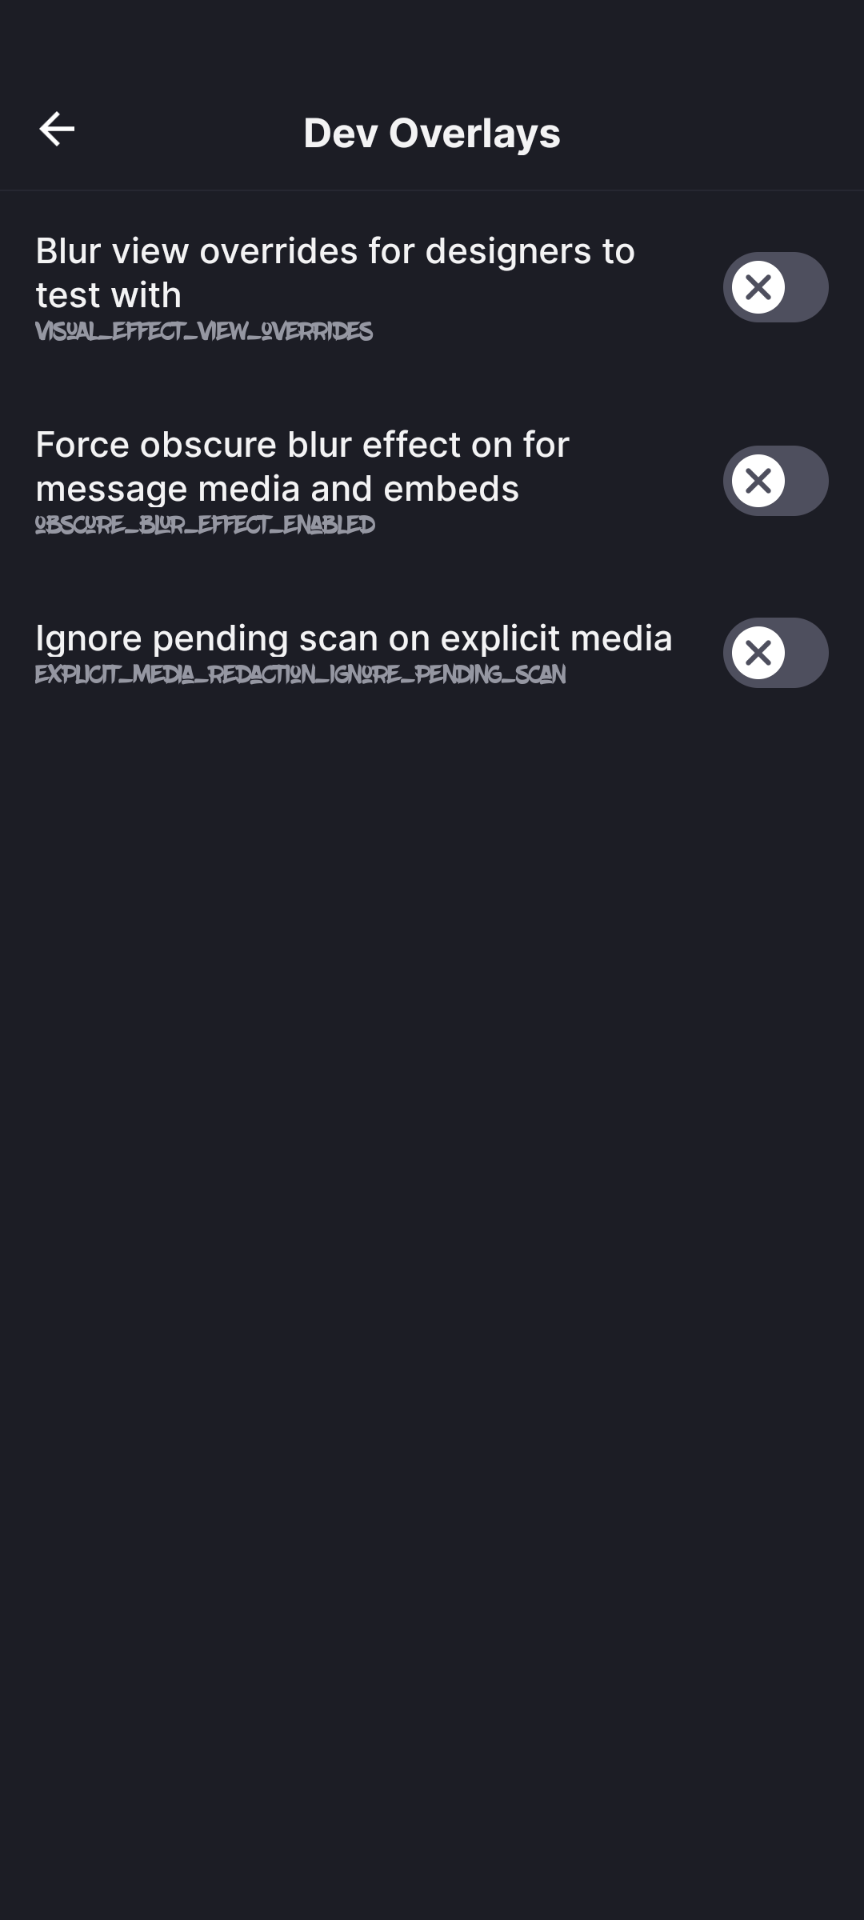 Dev Overlays
Blur view overrides for designers to
test with
VISUAL_EFFECT_VIEW_OVERRIDES
Force obscure blur effect on for
message media and embeds
OBSCURE_BLUR_EFFECT_ENABLED
Ignore pending scan on explicit media
EXPLICIT_MEDIA_REDACTION_IGNORE_PENDING_SCAN